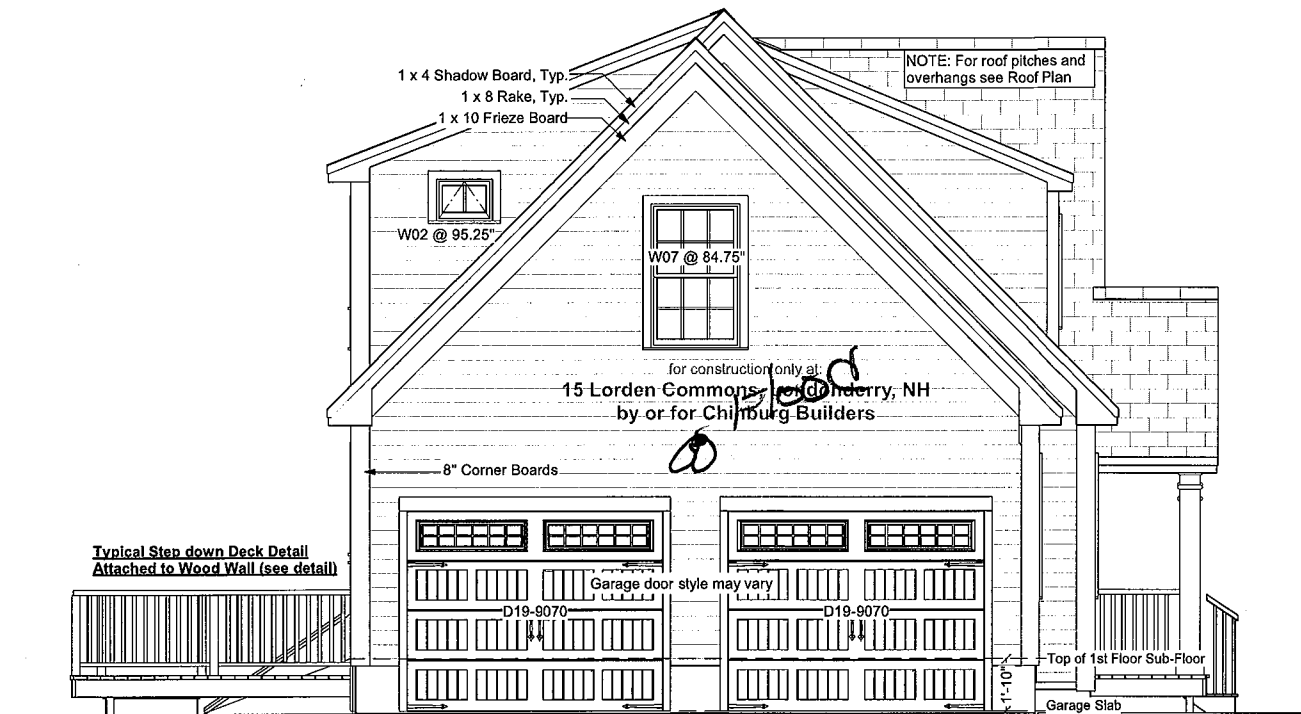 NOTE: For roof pitches and
overhangs see Roof Plan
1 x 4 Shadow Board, Typ.
1 x 8 Rake, Typ.
1 x 10 Frieze Board
W02 @ 95.25"
W07 @ 84.75"
for construction only at:
15 Lorden Commons, Londonderry, NH
by or for Chinburg Builders
8" Corner Boards
Typical Step down Deck Detail
Attached to Wood Wall (see detail)
Garage door style may vary
D19-9070
D19-9070
Top of 1st Floor Sub-Floor
1'-10"
Garage Slab